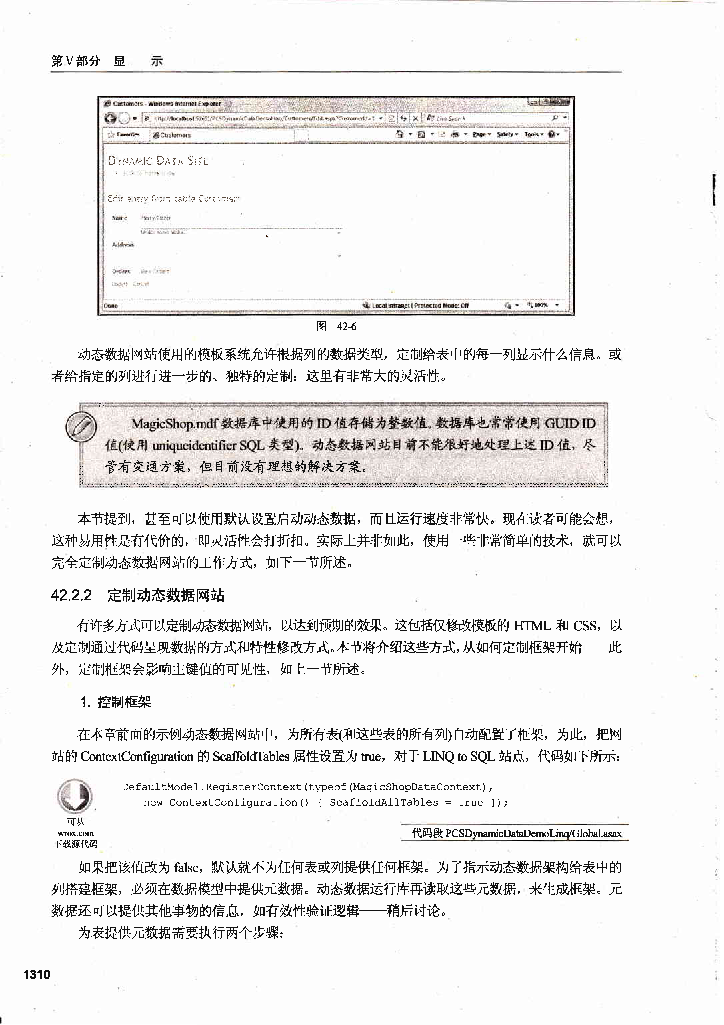 第Ⅴ部分 显 示
Customers - Windows Internet Explorer
Favorites Customers
Page Safety Tools
DYNAMIC DATA SITE
Edit entry from table Customers
Name
Address
Orders View Orders
Done Local intranet | Protected Mode: Off 100%
图 42-6
动态数据网站使用的模板系统允许根据列的数据类型，定制给表中的每一列显示什么信息。或
者给指定的列进行进一步的、独特的定制：这里有非常大的灵活性。
MagicShop.mdf 数据库中使用的 ID 值存储为整数值。数据库也常常使用 GUID ID
值(使用 uniqueidentifier SQL 类型)。动态数据网站目前不能很好地处理上述 ID 值，尽
管有变通方案，但目前没有理想的解决方案。
本节提到，甚至可以使用默认设置启动动态数据，而且运行速度非常快。现在读者可能会想，
这种易用性是有代价的，即灵活性会打折扣。实际上并非如此，使用一些非常简单的技术，就可以
完全定制动态数据网站的工作方式，如下一节所述。
42.2.2 定制动态数据网站
有许多方式可以定制动态数据网站，以达到预期的效果。这包括仅修改模板的 HTML 和 CSS，以
及定制通过代码呈现数据的方式和特性修改方式。本节将介绍这些方式，从如何定制框架开始——此
外，定制框架会影响主键值的可见性，如上一节所述。
1. 控制框架
在本章前面的示例动态数据网站中，为所有表(和这些表的所有列)自动配置了框架，为此，把网
站的 ContextConfiguration 的 ScaffoldTables 属性设置为 true，对于 LINQ to SQL 站点，代码如下所示：
DefaultModel.RegisterContext(typeof(MagicShopDataContext),
new ContextConfiguration() { ScaffoldAllTables = true });
可从
wrox.com
下载源代码
代码段 PCSDynamicDataDemoLinq/Global.asax
如果把该值改为 false，默认就不为任何表或列提供任何框架。为了指示动态数据架构给表中的
列搭建框架，必须在数据模型中提供元数据。动态数据运行库再读取这些元数据，来生成框架。元
数据还可以提供其他事物的信息，如有效性验证逻辑——稍后讨论。
为表提供元数据需要执行两个步骤：
1310